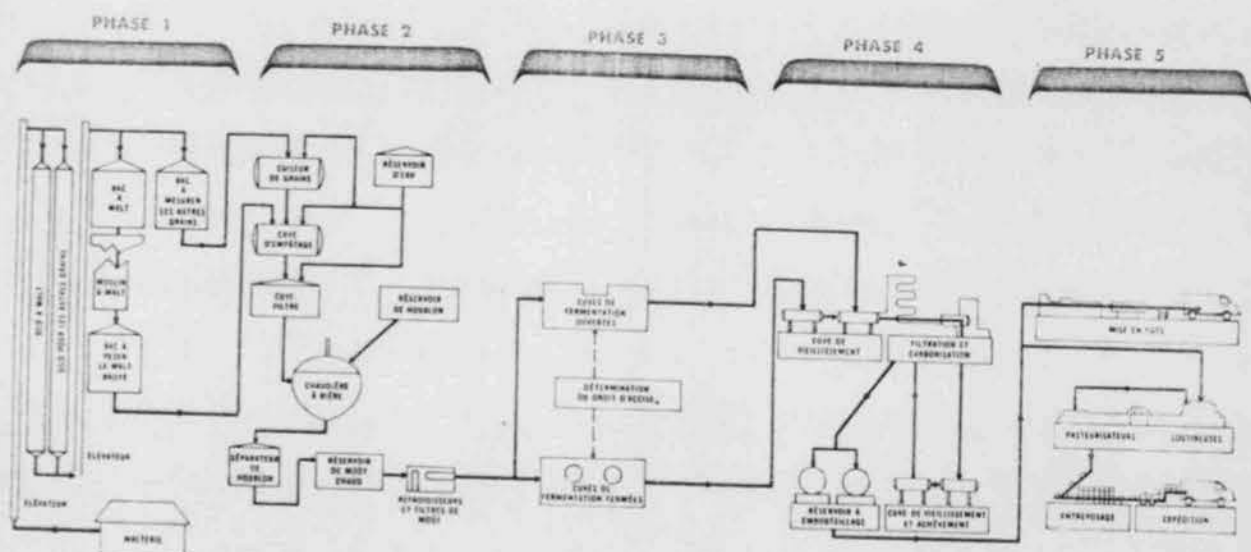 PHASE 1
PHASE 2
PHASE 3
PHASE 4
PHASE 5
SILO À MALT
SILO POUR LES AUTRES GRAINS
BAC
À
MALT
BAC
À
MESURER
LES AUTRES
GRAINS
MOULIN
À MALT
BAC À
PESER
LE MALT
BROYÉ
ÉLÉVATEUR
ÉLÉVATEUR
MALTERIE
CUISEUR
DE GRAINS
RÉSERVOIR
D'EAU
CUVE
D'EMPÂTAGE
CUVE
FILTRE
RÉSERVOIR
DE HOUBLON
CHAUDIÈRE
À BIÈRE
SÉPARATEUR
DE
HOUBLON
RÉSERVOIR
DE MOÛT
CHAUD
REFROIDISSEURS
ET FILTRES DE
MOÛT
CUVES DE
FERMENTATION
OUVERTES
DÉTERMINATION
DU DROIT D'ACCISE
CUVES DE
FERMENTATION FERMÉES
CUVE DE
VIEILLISSEMENT
FILTRATION ET
CARBONISATION
RÉSERVOIR À
EMBOUTEILLAGE
CUVE DE VIEILLISSEMENT
ET ACHÈVEMENT
MISE EN FÛTS
PASTEURISATEURS
SOUTIREUSES
ENTREPOSAGE
EXPÉDITION